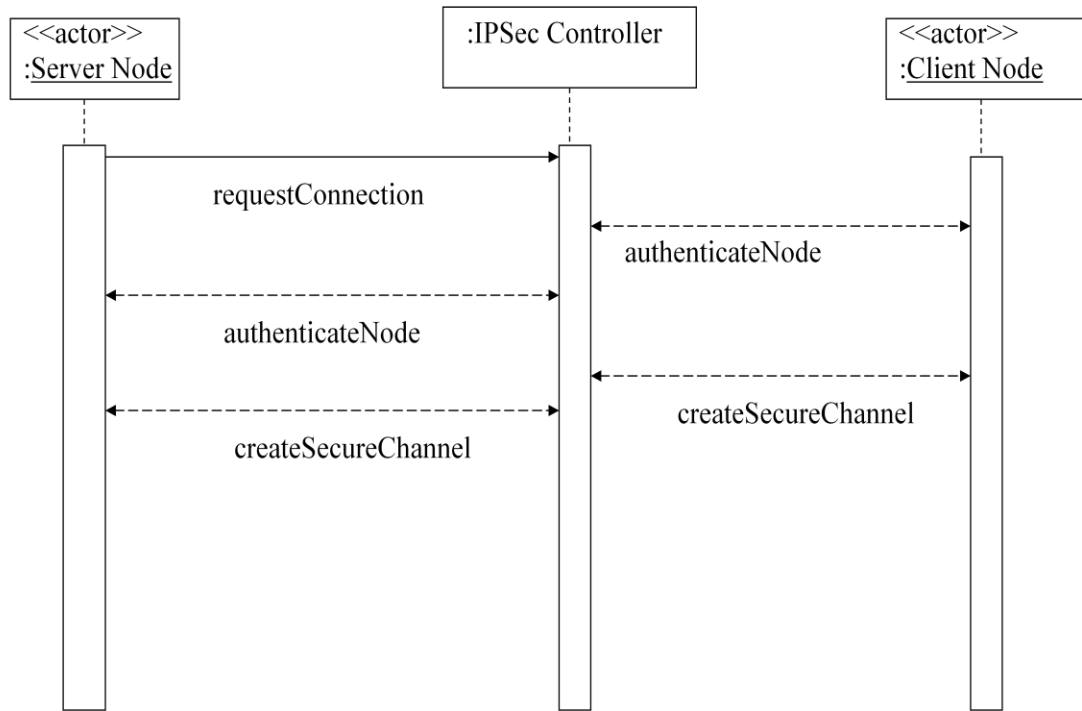 <<actor>>
:Server Node
:IPSec Controller
<<actor>>
:Client Node
requestConnection
authenticateNode
authenticateNode
createSecureChannel
createSecureChannel